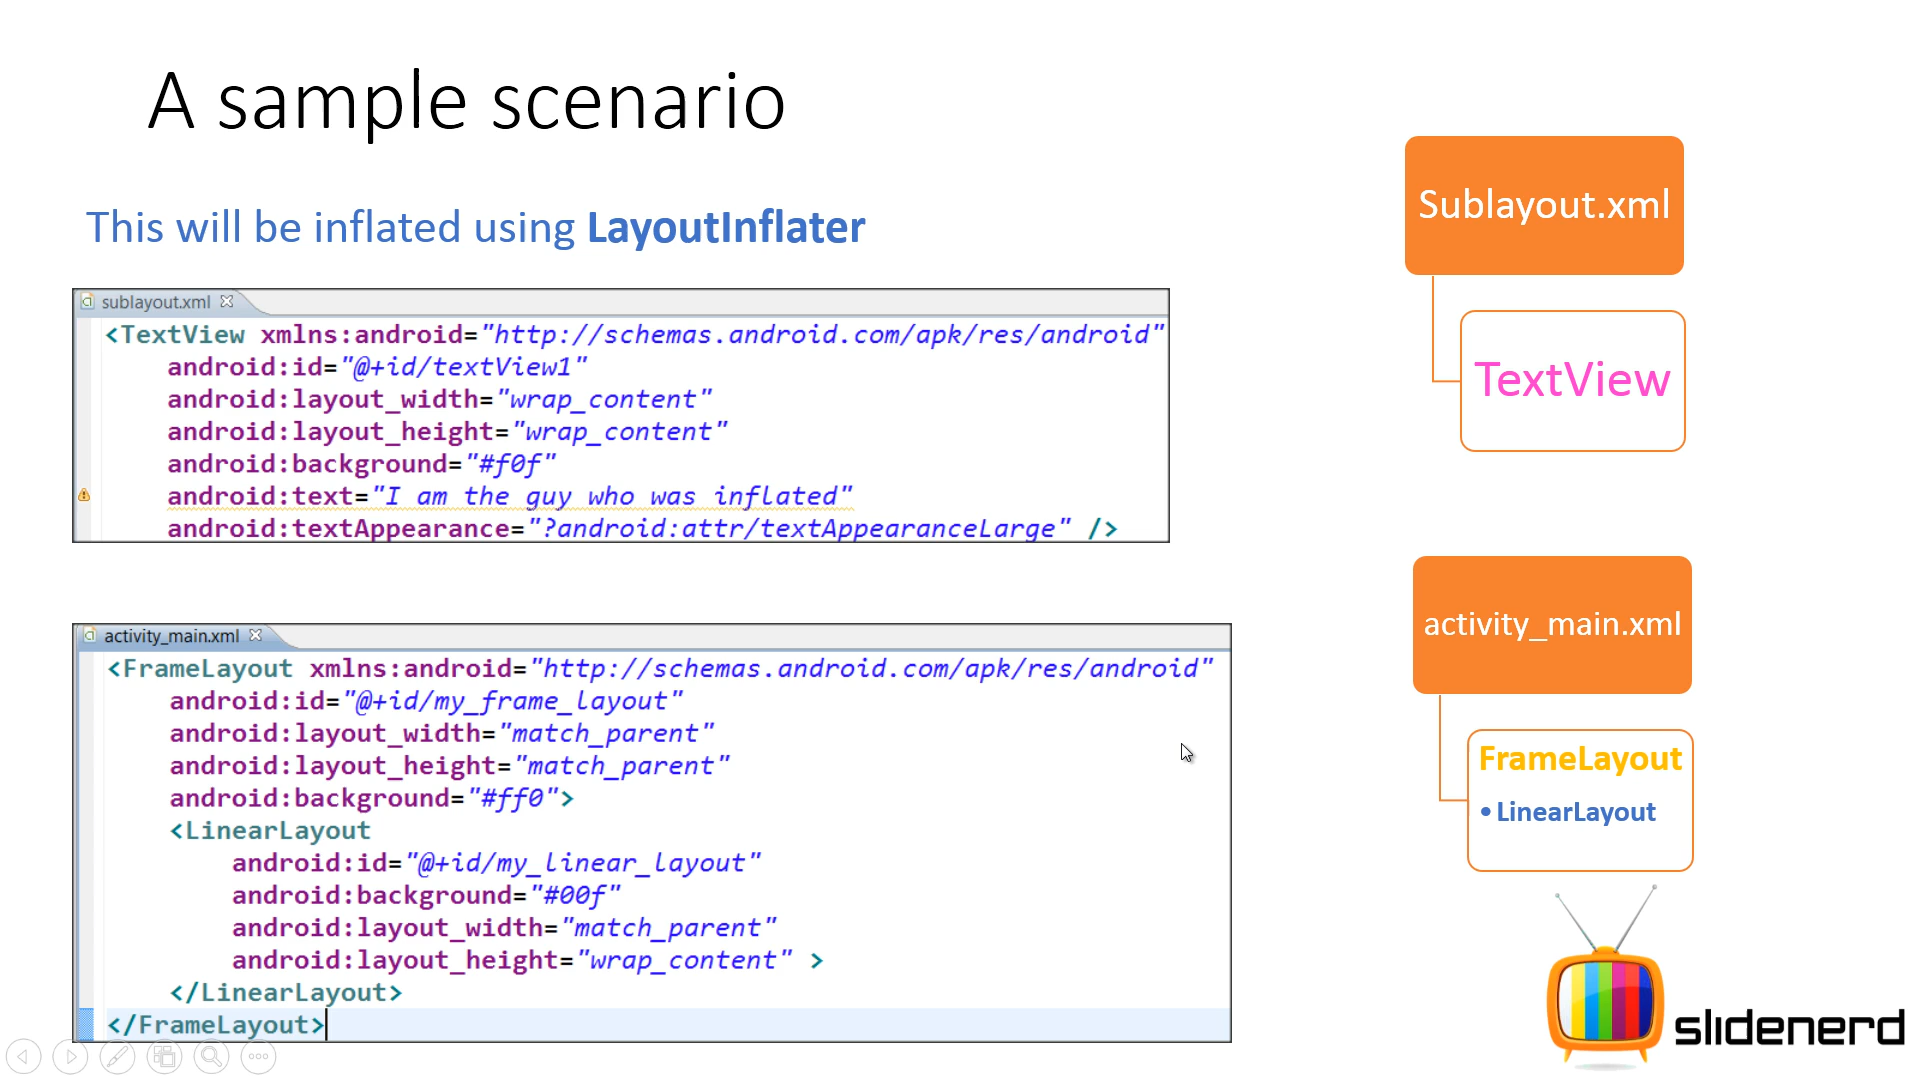 A sample scenario
This will be inflated using LayoutInflater
sublayout.xml
<TextView xmlns:android="http://schemas.android.com/apk/res/android"
android:id="@+id/textView1"
android:layout_width="wrap_content"
android:layout_height="wrap_content"
android:background="#f0f"
android:text="I am the guy who was inflated"
android:textAppearance="?android:attr/textAppearanceLarge" />
activity_main.xml
<FrameLayout xmlns:android="http://schemas.android.com/apk/res/android"
android:id="@+id/my_frame_layout"
android:layout_width="match_parent"
android:layout_height="match_parent"
android:background="#ff0">
<LinearLayout
android:id="@+id/my_linear_layout"
android:background="#00f"
android:layout_width="match_parent"
android:layout_height="wrap_content" >
</LinearLayout>
</FrameLayout>
Sublayout.xml
TextView
activity_main.xml
FrameLayout
• LinearLayout
slidenerd